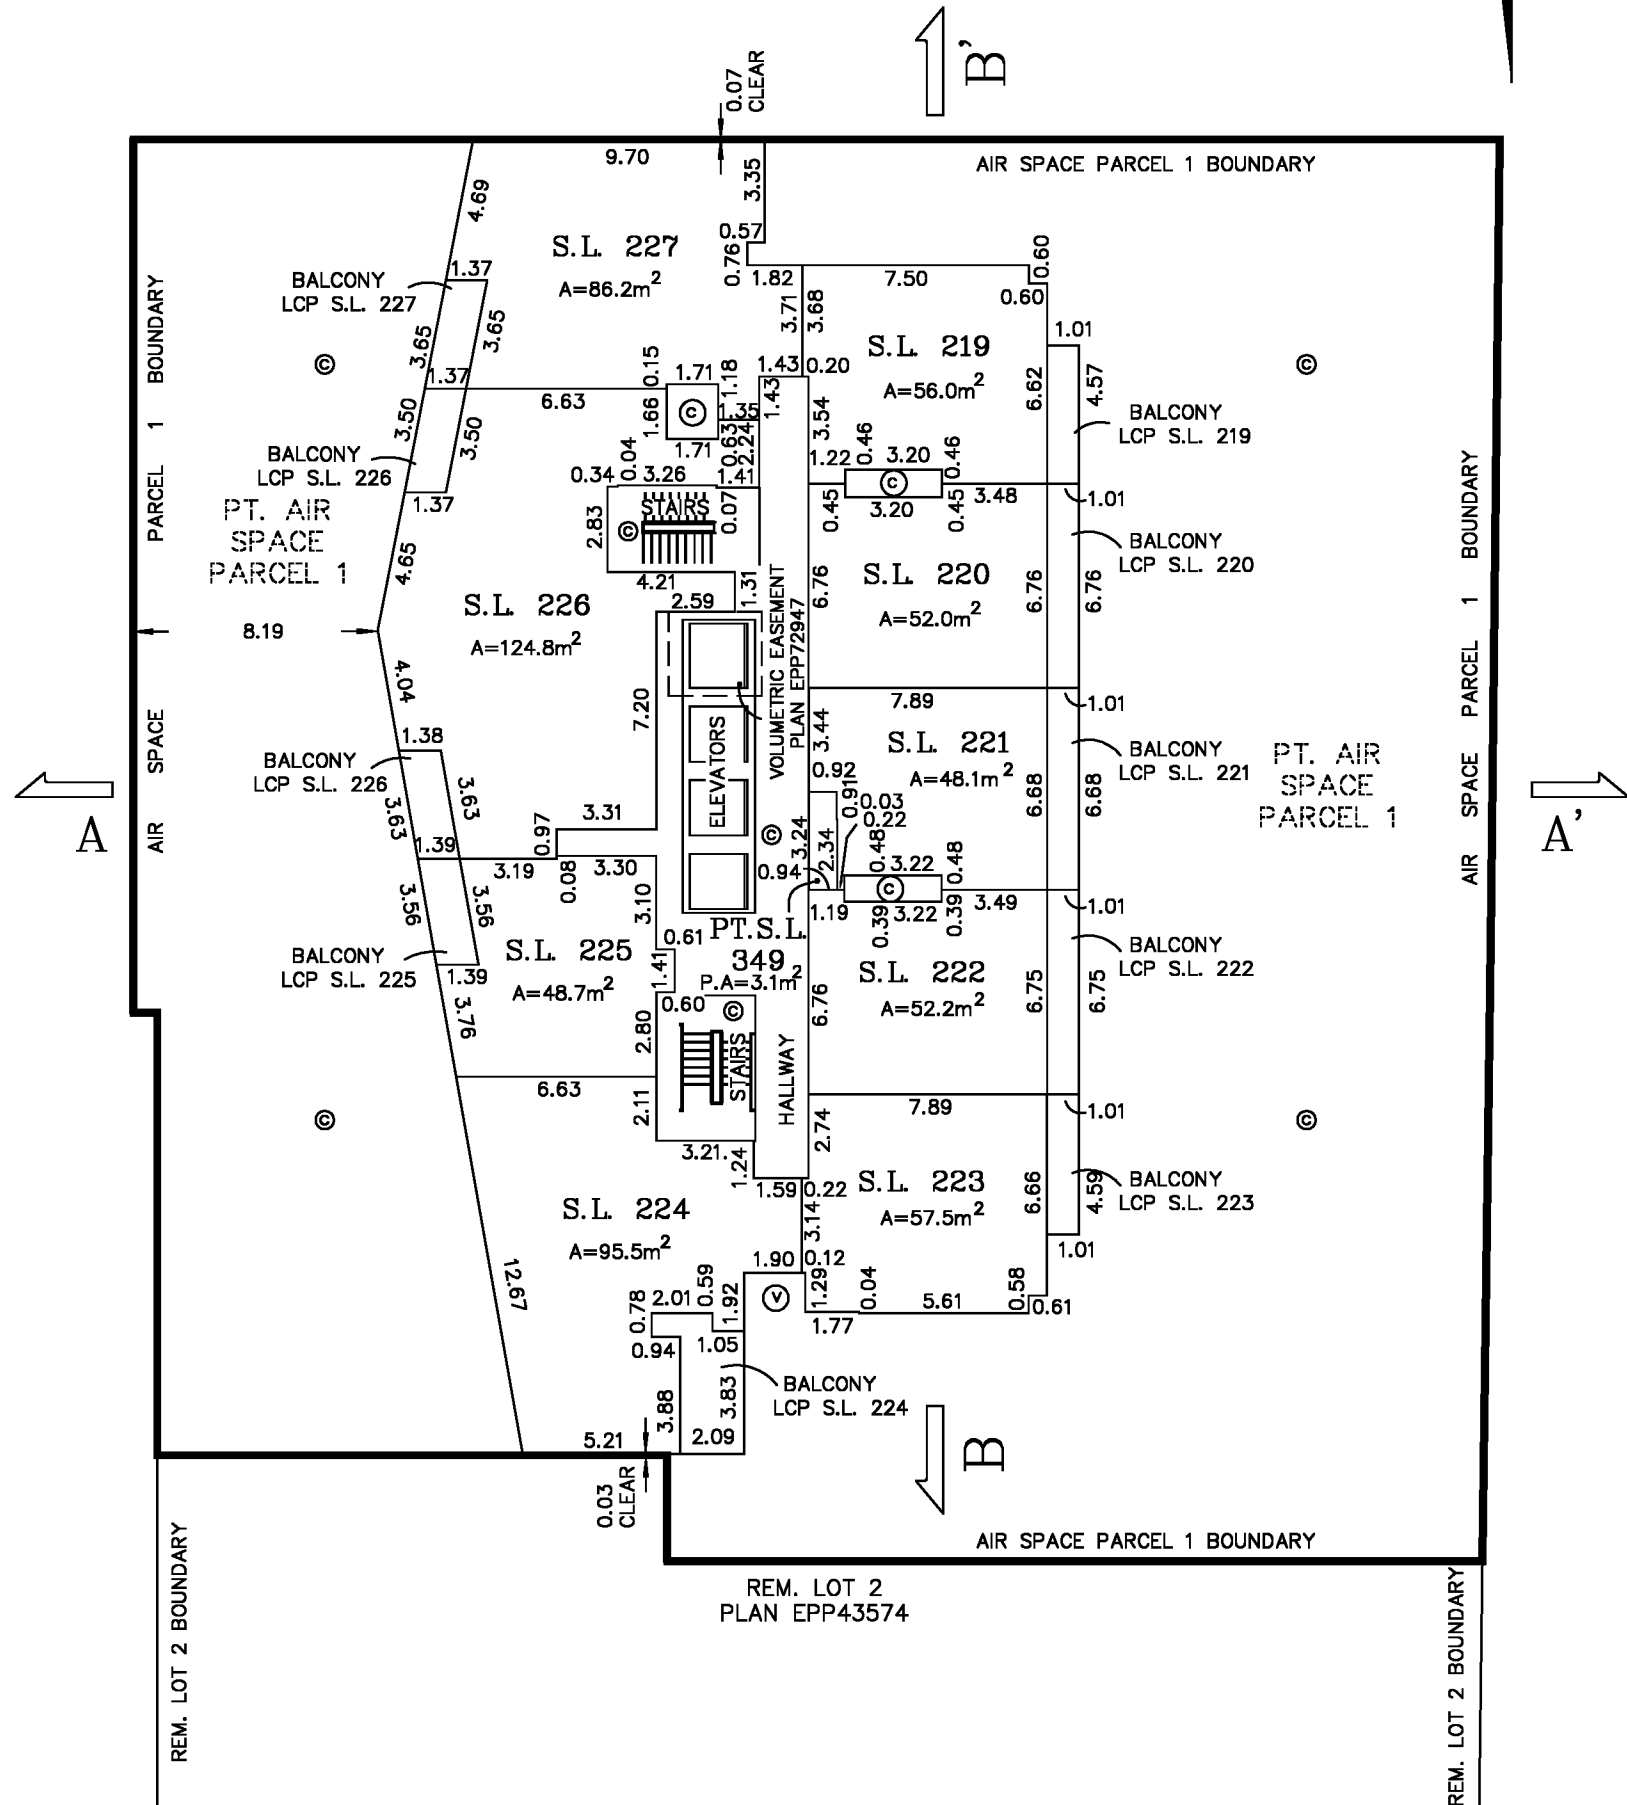 B'
0.07
CLEAR
9.70
AIR SPACE PARCEL 1 BOUNDARY
4.69
3.35
0.57
0.76
1.82
7.50
0.60
0.60
S.L. 227
A=86.2m2
BALCONY
LCP S.L. 227
1.37
3.65
3.65
3.71
3.68
S.L. 219
A=56.0m2
1.01
6.62
4.57
BALCONY
LCP S.L. 219
AIR SPACE PARCEL 1 BOUNDARY
©
©
1.37
6.63
0.15
1.71
1.18
1.43
0.20
1.43
1.66
©
1.35
1.71
0.63
2.24
3.54
3.50
3.50
BALCONY
LCP S.L. 226
1.37
PT. AIR
SPACE
PARCEL 1
0.34
0.04
3.26
1.41
1.22
0.46
3.20
0.46
©
0.45
3.20
0.45
3.48
1.01
STAIRS
0.07
©
2.83
4.21
1.31
2.59
4.65
S.L. 226
A=124.8m2
8.19
S.L. 220
A=52.0m2
6.76
6.76
6.76
BALCONY
LCP S.L. 220
AIR SPACE PARCEL 1 BOUNDARY
VOLUMETRIC EASEMENT
PLAN EPP72947
4.04
7.20
7.89
1.01
ELEVATORS
3.44
S.L. 221
A=48.1m2
6.68
6.68
BALCONY
LCP S.L. 221
PT. AIR
SPACE
PARCEL 1
1.38
BALCONY
LCP S.L. 226
3.63
3.63
A
A'
0.92
0.91
0.03
0.22
©
3.24
2.34
0.48
3.22
0.48
3.31
0.97
1.39
3.19
0.08
3.30
0.94
©
1.19
0.39
3.22
0.39
3.49
1.01
3.56
3.56
3.10
S.L. 225
A=48.7m2
BALCONY
LCP S.L. 225
1.39
0.61
1.41
0.60
PT.S.L.
349
P.A=3.1m2
©
S.L. 222
A=52.2m2
6.76
6.75
6.75
BALCONY
LCP S.L. 222
3.76
2.80
STAIRS
HALLWAY
6.63
2.11
7.89
1.01
©
©
3.21
1.24
2.74
1.59
0.22
S.L. 223
A=57.5m2
6.66
4.59
BALCONY
LCP S.L. 223
S.L. 224
A=95.5m2
3.14
1.90
0.12
1.01
12.67
0.78
2.01
0.59
1.92
V
1.29
0.04
5.61
0.58
0.61
1.77
0.94
1.05
BALCONY
LCP S.L. 224
3.88
3.83
5.21
2.09
B
0.03
CLEAR
AIR SPACE PARCEL 1 BOUNDARY
REM. LOT 2
PLAN EPP43574
REM. LOT 2 BOUNDARY
REM. LOT 2 BOUNDARY